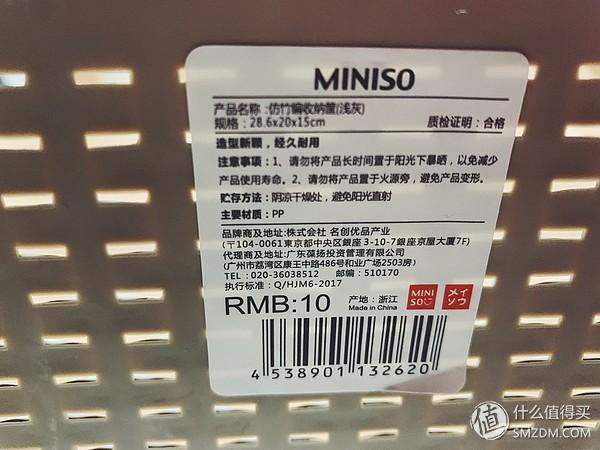 MINISO
产品名称：仿竹编收纳筐(浅灰)
规格：28.6x20x15cm 质检证明：合格
造型新颖，经久耐用
注意事项：1、请勿将产品长时间置于阳光下暴晒，以免减少
产品使用寿命。2、请勿将产品置于火源旁，避免产品变形。
贮存方法：阴凉干燥处，避免阳光直射
主要材质：PP
品牌商及地址:株式会社 名创优品产业
(〒104-0061東京都中央区銀座3-10-7銀座京屋大厦7F)
代理商及地址:广东葆扬投资管理有限公司
(广州市荔湾区康王中路486号和业广场2503房)
TEL：020-36038512 邮编：510170
执行标准：Q/HJM6-2017
RMB:10 产地：浙江
Made in China
MINI
SO
メイ
ソウ
4 538901 132620
值 什么值得买
SMZDM.COM